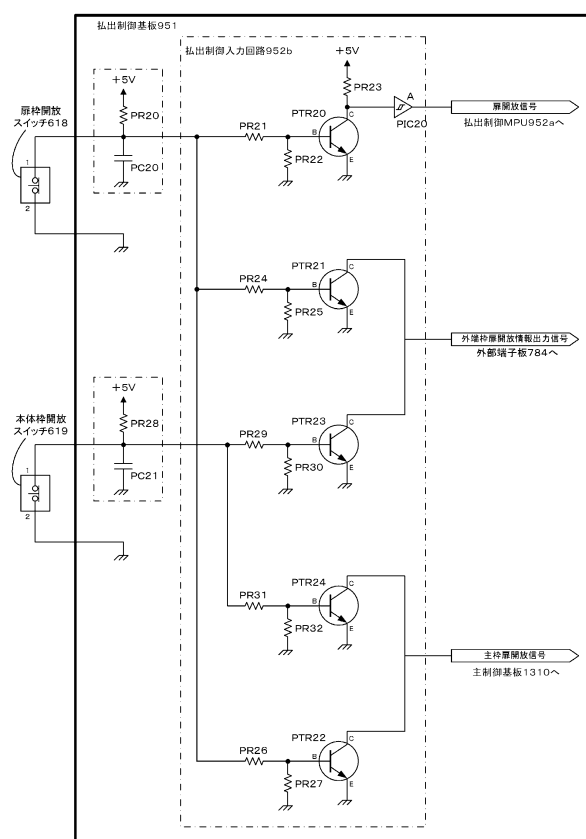 払出制御基板951
払出制御入力回路952b
+5V
+5V
PR20
PC20
扉枠開放
スイッチ618
1
2
PR21
PR22
PTR20
B
C
E
PR23
A
PIC20
扉開放信号
払出制御MPU952aへ
PR24
PR25
PTR21
B
C
E
外端枠扉開放情報出力信号
外部端子板784へ
+5V
PR28
PC21
本体枠開放
スイッチ619
1
2
PR29
PR30
PTR23
B
C
E
PR31
PR32
PTR24
B
C
E
主枠扉開放信号
主制御基板1310へ
PR26
PR27
PTR22
B
C
E